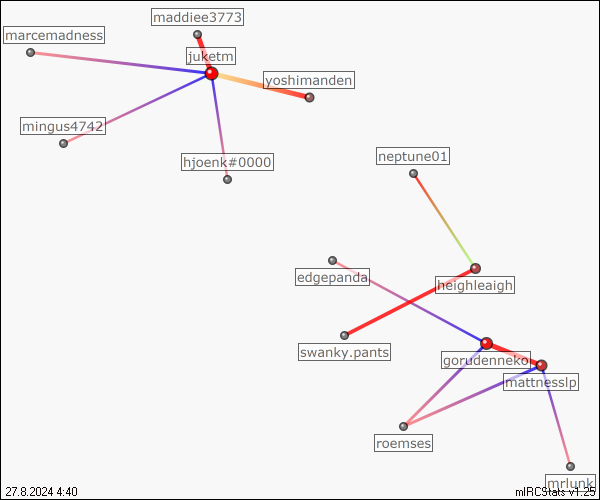 maddiee3773
marcemadness
juketm
yoshimanden
mingus4742
hjoenk#0000
neptune01
edgepanda
heighleaigh
swanky.pants
gorudenneko
mattnesslp
roemses
mrlunk
27.8.2024 4:40
mIRCStats v1.25